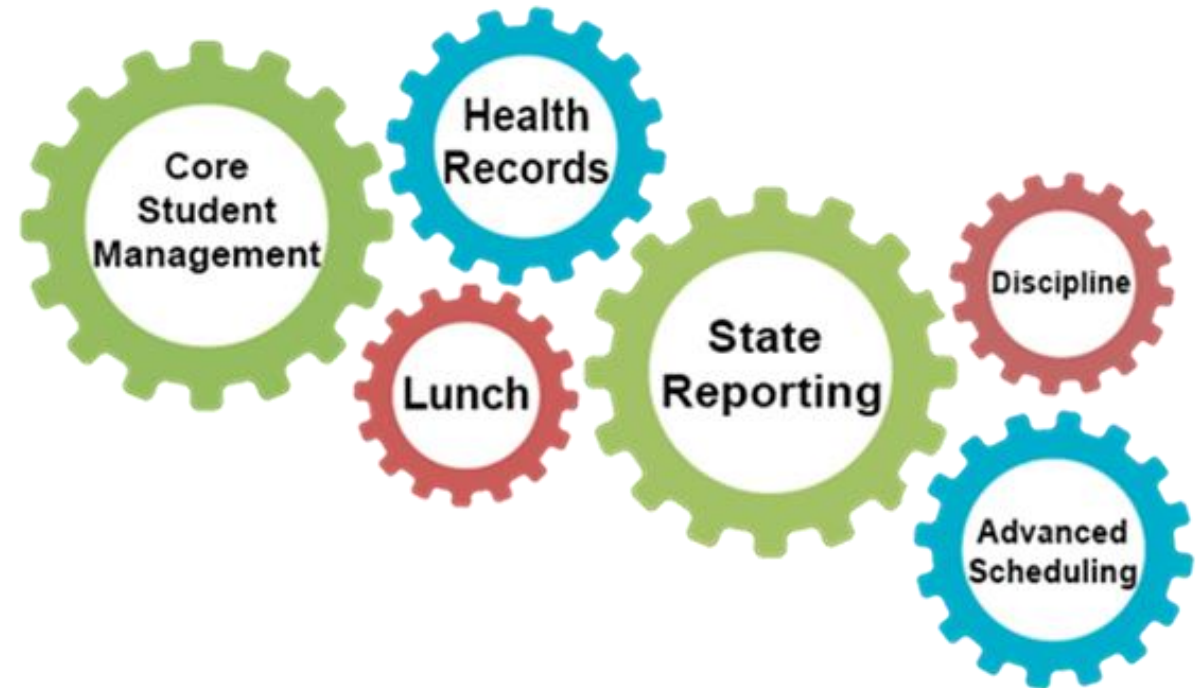 Core
Student
Management
Health
Records
Lunch
State
Reporting
Discipline
Advanced
Scheduling